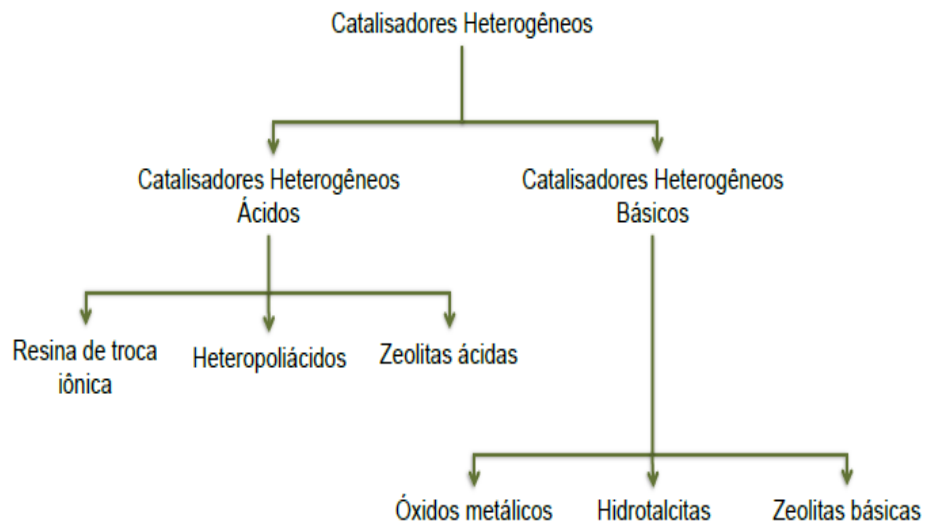 Catalisadores Heterogêneos
Catalisadores Heterogêneos
Ácidos
Catalisadores Heterogêneos
Básicos
Resina de troca
iônica
Heteropoliácidos
Zeolitas ácidas
Óxidos metálicos
Hidrotalcitas
Zeolitas básicas